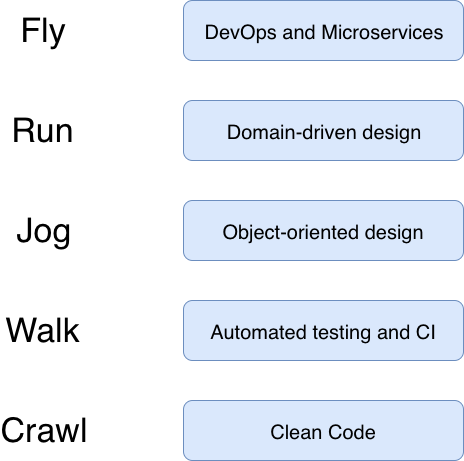 Fly
DevOps and Microservices
Run
Domain-driven design
Jog
Object-oriented design
Walk
Automated testing and CI
Crawl
Clean Code